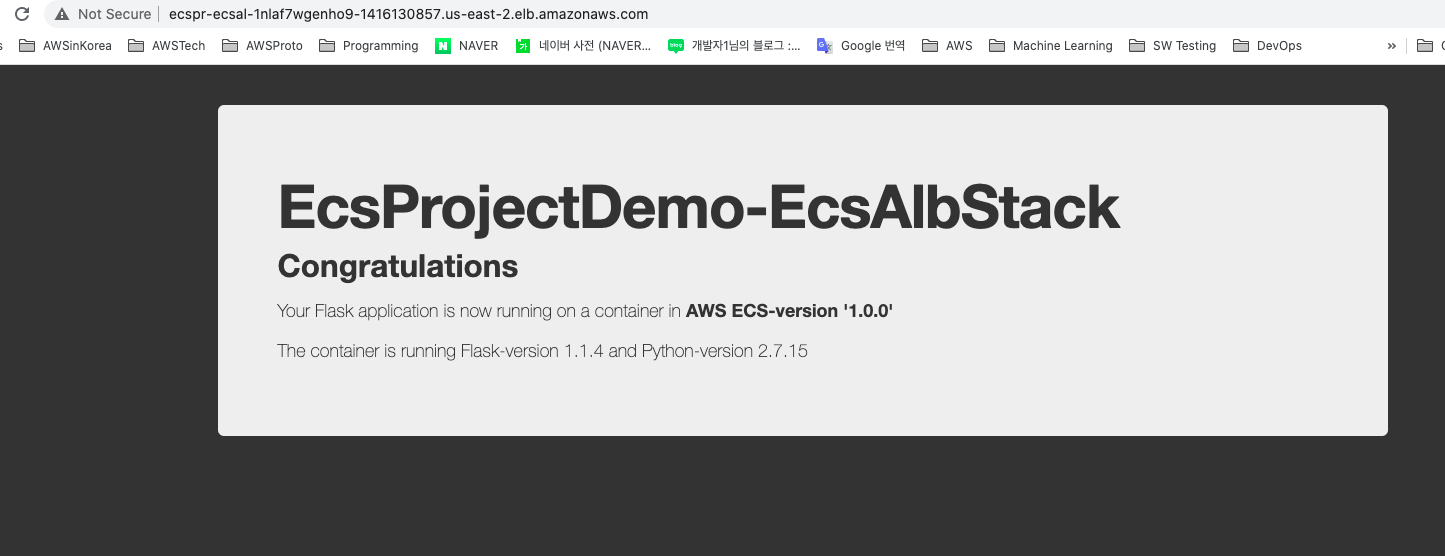 Not Secure ecspr-ecsal-1nlaf7wgenho9-1416130857.us-east-2.elb.amazonaws.com
s AWSinKorea AWSTech AWSProto Programming N NAVER 가 네이버 사전 (NAVER... blog 개발자1님의 블로그 :... G Google 번역 AWS Machine Learning SW Testing DevOps »
EcsProjectDemo-EcsAlbStack
Congratulations
Your Flask application is now running on a container in AWS ECS-version '1.0.0'
The container is running Flask-version 1.1.4 and Python-version 2.7.15